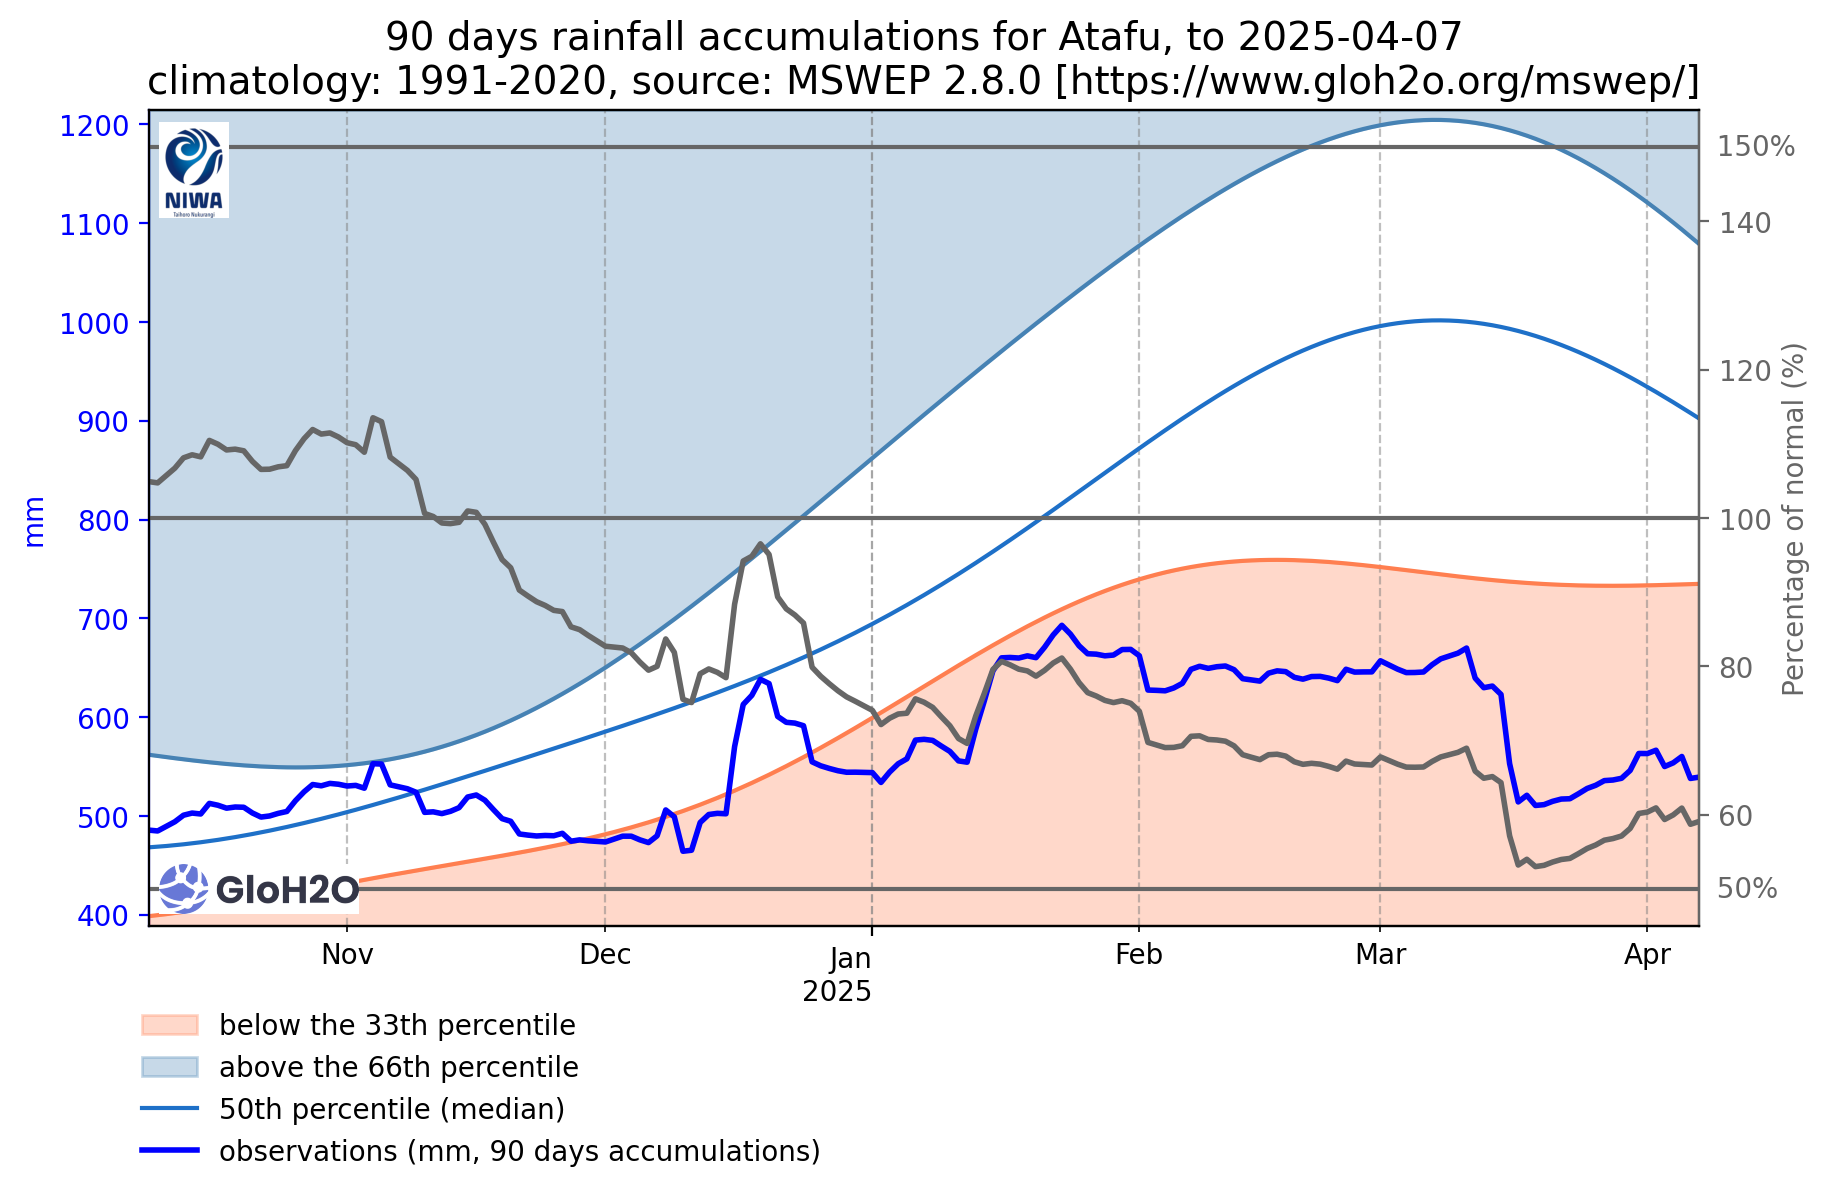 90 days rainfall accumulations for Atafu, to 2025-04-07
climatology: 1991-2020, source: MSWEP 2.8.0 [https://www.gloh2o.org/mswep/]
1200
1100
1000
900
800
700
600
500
400
mm
NIWA
Taihoro Nukurangi
GloH2O
150%
140
120
100
80
60
50%
Percentage of normal (%)
Nov
Dec
Jan
2025
Feb
Mar
Apr
below the 33th percentile
above the 66th percentile
50th percentile (median)
observations (mm, 90 days accumulations)